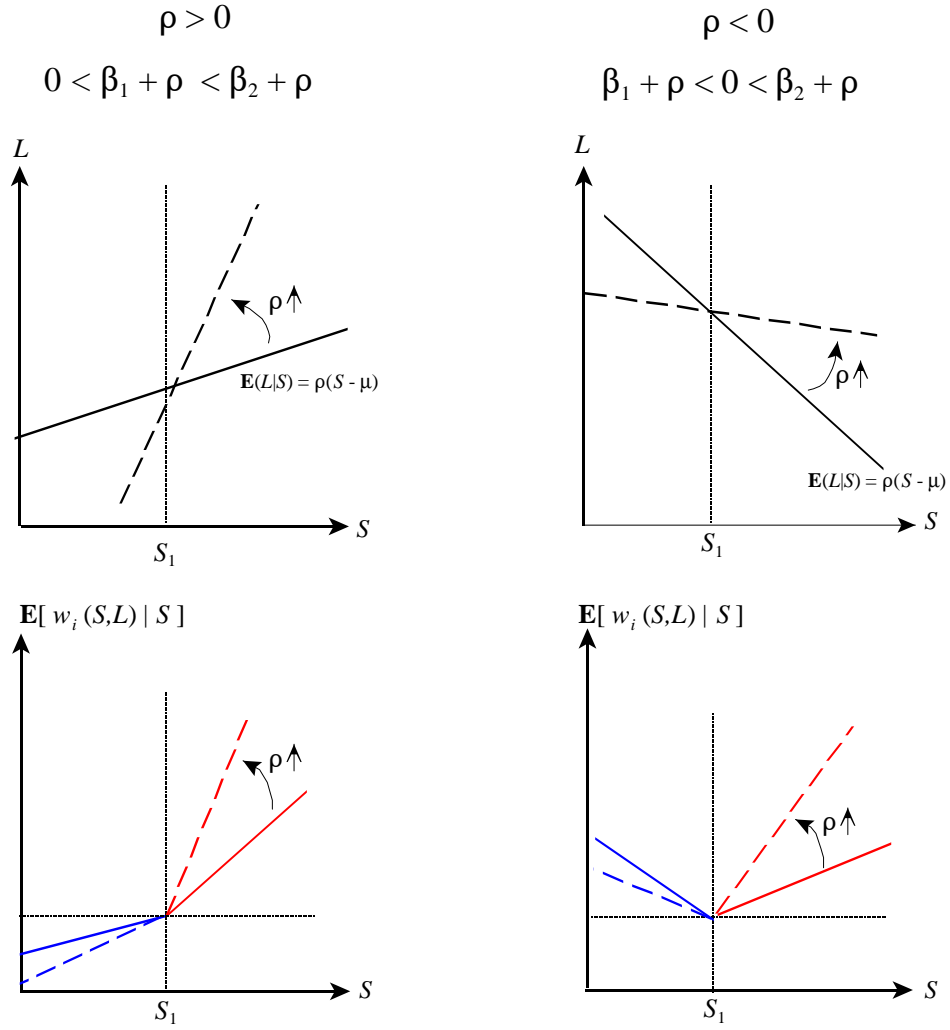 ρ > 0
0 < β₁ + ρ < β₂ + ρ
L
ρ
E(L|S) = ρ(S - μ)
S
S₁
E[ wᵢ (S,L) | S ]
ρ
S
S₁
ρ < 0
β₁ + ρ < 0 < β₂ + ρ
L
ρ
E(L|S) = ρ(S - μ)
S
S₁
E[ wᵢ (S,L) | S ]
ρ
S
S₁